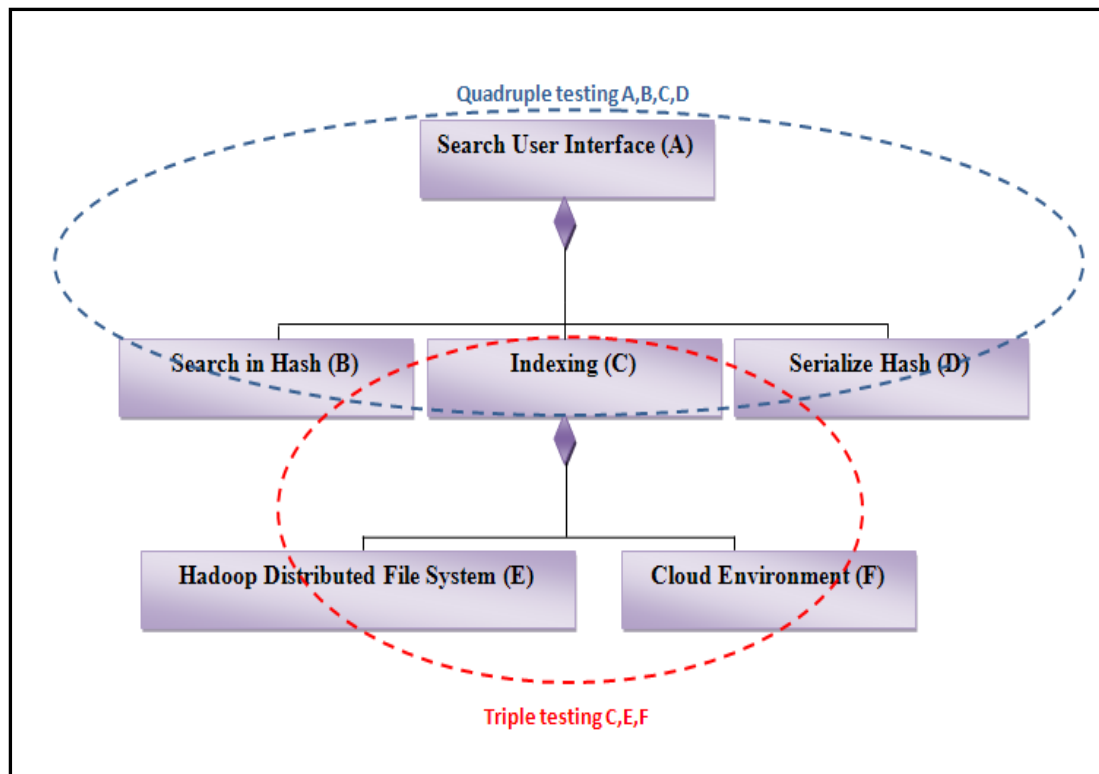 Quadruple testing A,B,C,D
Search User Interface (A)
Search in Hash (B)
Indexing (C)
Serialize Hash (D)
Hadoop Distributed File System (E)
Cloud Environment (F)
Triple testing C,E,F